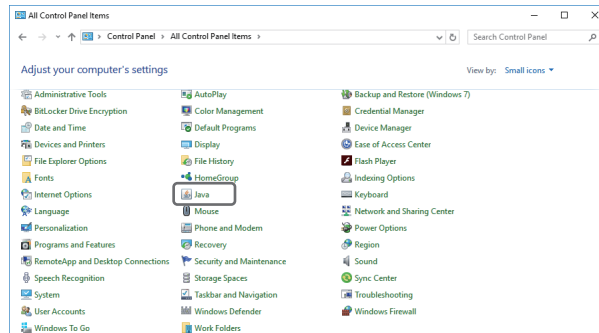 All Control Panel Items
Control Panel > All Control Panel Items >
Search Control Panel
Adjust your computer's settings
View by: Small icons
Administrative Tools
AutoPlay
Backup and Restore (Windows 7)
BitLocker Drive Encryption
Color Management
Credential Manager
Date and Time
Default Programs
Device Manager
Devices and Printers
Display
Ease of Access Center
File Explorer Options
File History
Flash Player
Fonts
HomeGroup
Indexing Options
Internet Options
Java
Keyboard
Language
Mouse
Network and Sharing Center
Personalization
Phone and Modem
Power Options
Programs and Features
Recovery
Region
RemoteApp and Desktop Connections
Security and Maintenance
Sound
Speech Recognition
Storage Spaces
Sync Center
System
Taskbar and Navigation
Troubleshooting
User Accounts
Windows Defender
Windows Firewall
Windows To Go
Work Folders